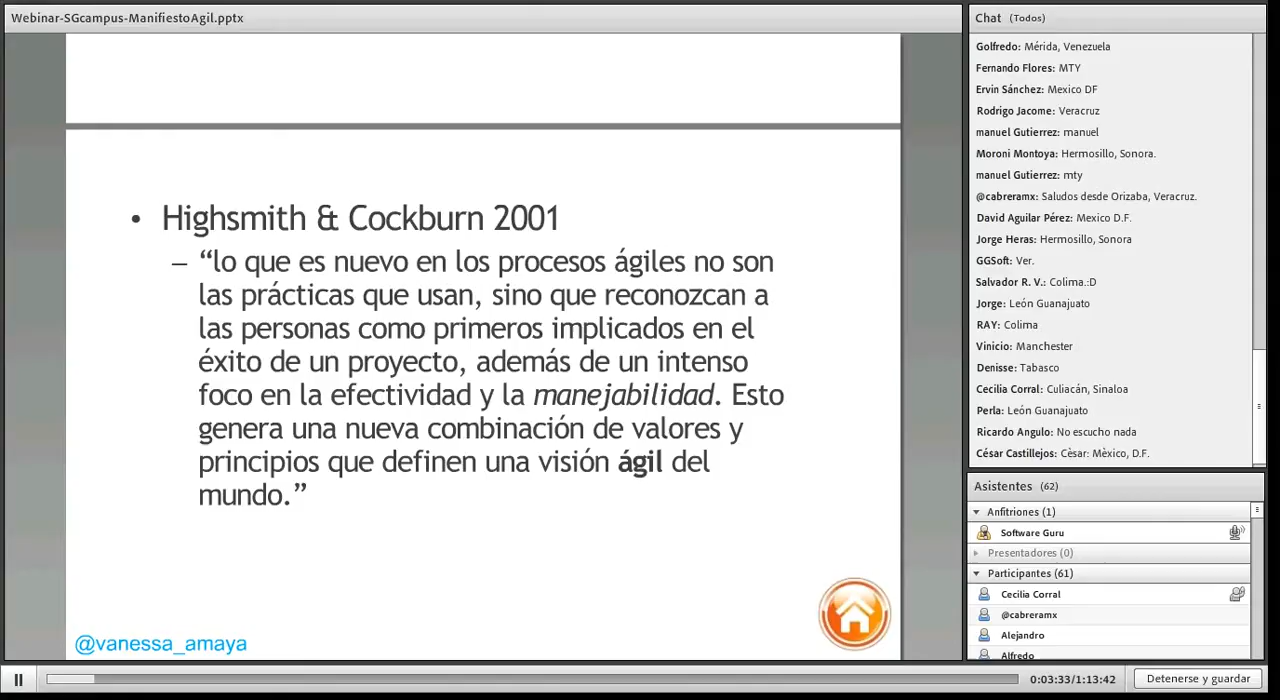 Webinar-SGcampus-ManifiestoAgil.pptx
• Highsmith & Cockburn 2001
– “lo que es nuevo en los procesos ágiles no son
las prácticas que usan, sino que reconozcan a
las personas como primeros implicados en el
éxito de un proyecto, además de un intenso
foco en la efectividad y la manejabilidad. Esto
genera una nueva combinación de valores y
principios que definen una visión ágil del
mundo.”
@vanessa_amaya
Chat (Todos)
Golfredo: Mérida, Venezuela
Fernando Flores: MTY
Ervin Sánchez: Mexico DF
Rodrigo Jacome: Veracruz
manuel Gutierrez: manuel
Moroni Montoya: Hermosillo, Sonora.
manuel Gutierrez: mty
@cabreramx: Saludos desde Orizaba, Veracruz.
David Aguilar Pérez: Mexico D.F.
Jorge Heras: Hermosillo, Sonora
GGSoft: Ver.
Salvador R. V.: Colima.:D
Jorge: León Guanajuato
RAY: Colima
Vinicio: Manchester
Denisse: Tabasco
Cecilia Corral: Culiacán, Sinaloa
Perla: León Guanajuato
Ricardo Angulo: No escucho nada
César Castillejos: Cèsar: Mèxico, D.F.
Asistentes (62)
Anfitriones (1)
Software Guru
Presentadores (0)
Participantes (61)
Cecilia Corral
@cabreramx
Alejandro
Alfredo
0:03:33/1:13:42
Detenerse y guardar